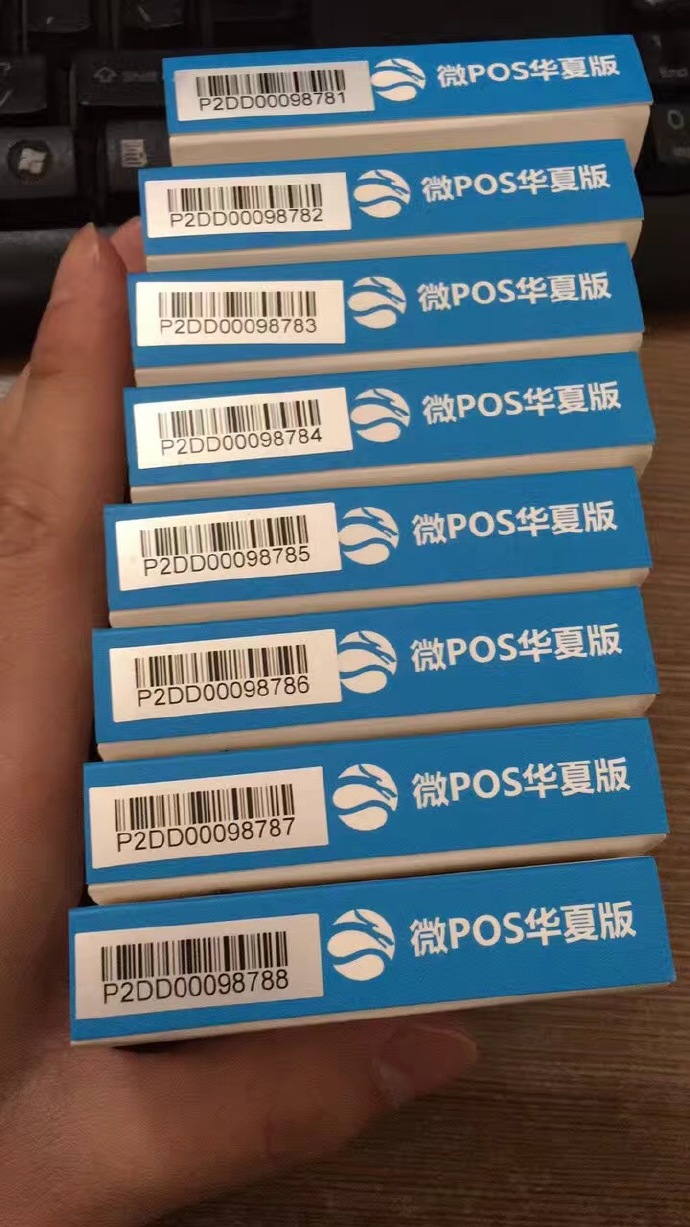 P2DD00098781 微POS华夏版
P2DD00098782 微POS华夏版
P2DD00098783 微POS华夏版
P2DD00098784 微POS华夏版
P2DD00098785 微POS华夏版
P2DD00098786 微POS华夏版
P2DD00098787 微POS华夏版
P2DD00098788 微POS华夏版